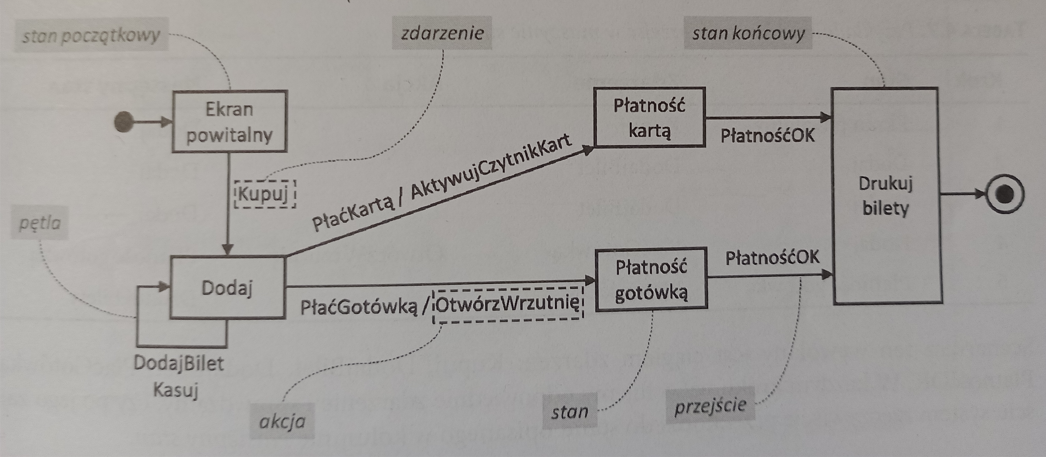 stan początkowy
zdarzenie
stan końcowy
Ekran
powitalny
Płatność
kartą
PłatnośćOK
Kupuj
PłaćKartą / AktywujCzytnikKart
Drukuj
bilety
pętla
Dodaj
Płatność
gotówką
PłatnośćOK
PłaćGotówką / OtwórzWrzutnię
DodajBilet
Kasuj
akcja
stan
przejście